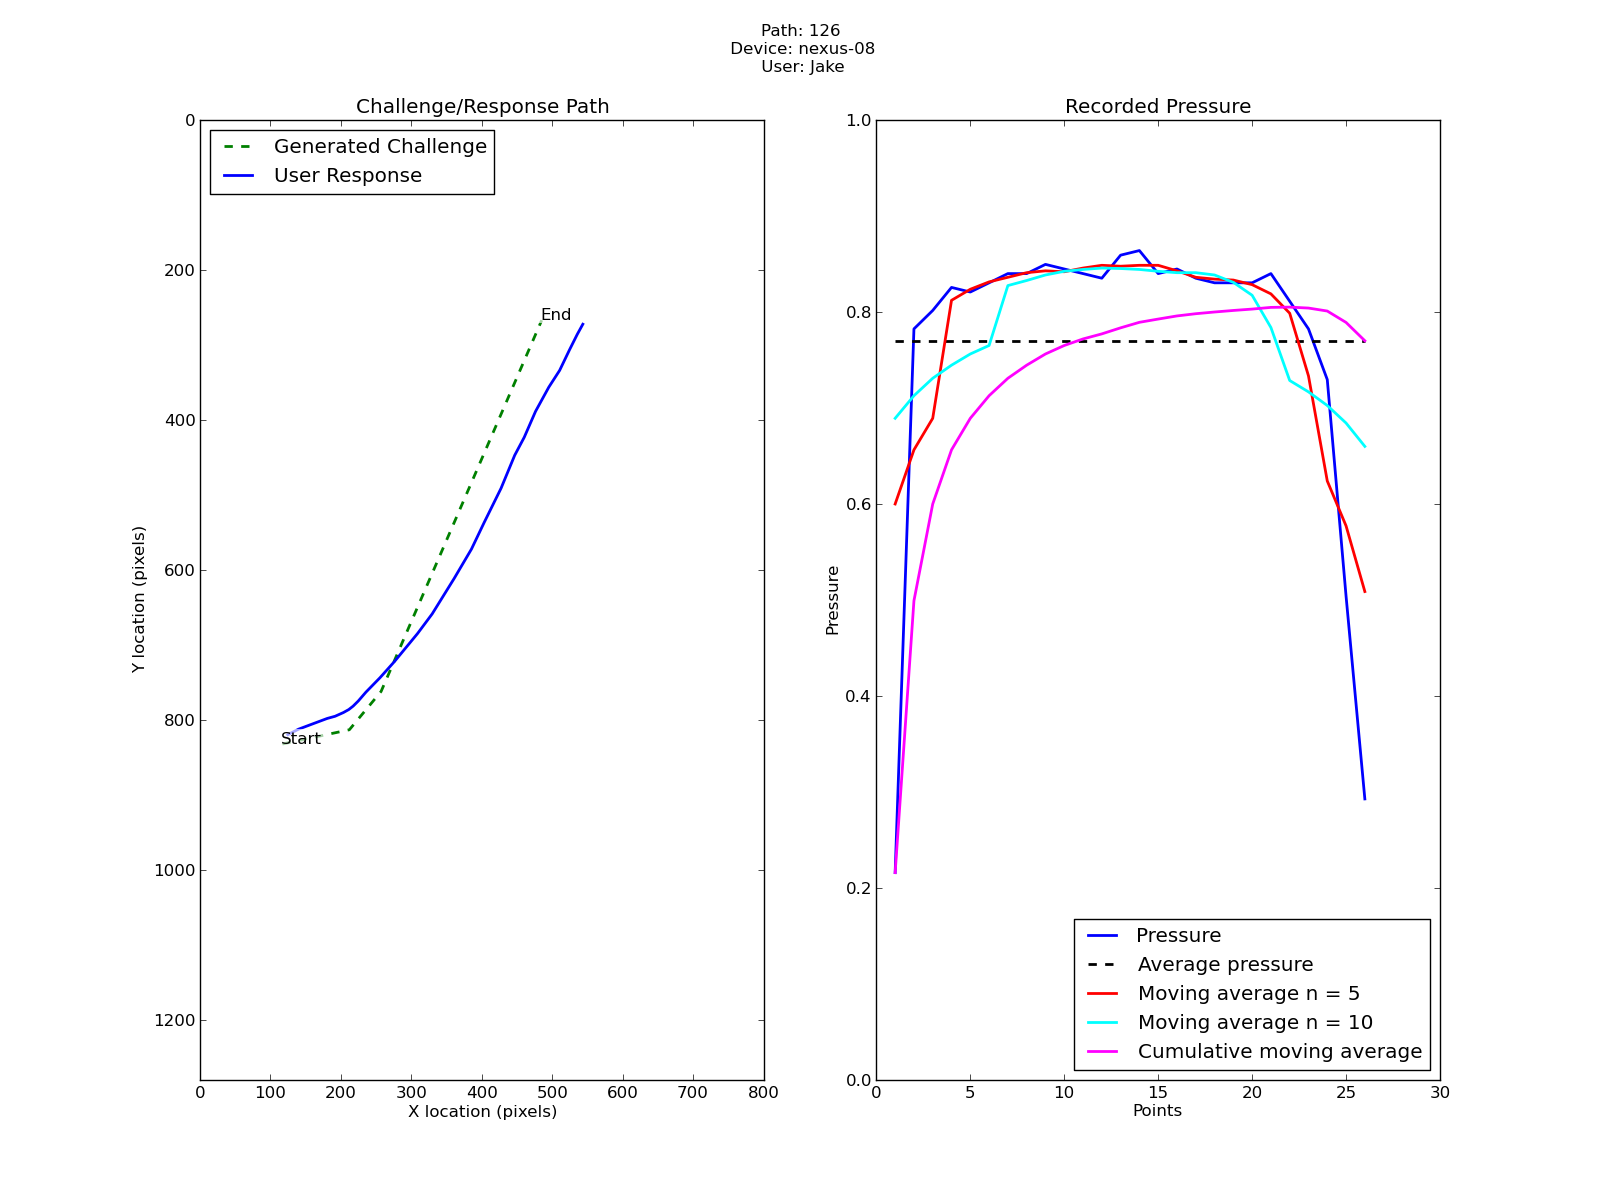 Path: 126
Device: nexus-08
User: Jake
Challenge/Response Path
Generated Challenge
User Response
0
200
400
600
800
1000
1200
Y location (pixels)
End
Start
0 100 200 300 400 500 600 700 800
X location (pixels)
Recorded Pressure
1.0
0.8
0.6
0.4
0.2
0.0
Pressure
Pressure
Average pressure
Moving average n = 5
Moving average n = 10
Cumulative moving average
0 5 10 15 20 25 30
Points